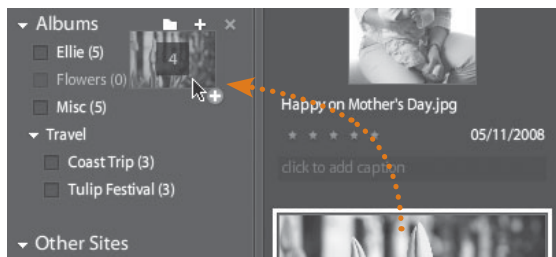 Albums
Ellie (5)
4
Flowers (0)
Misc (5)
Travel
Coast Trip (3)
Tulip Festival (3)
Other Sites
Happy on Mother's Day.jpg
05/11/2008
click to add caption